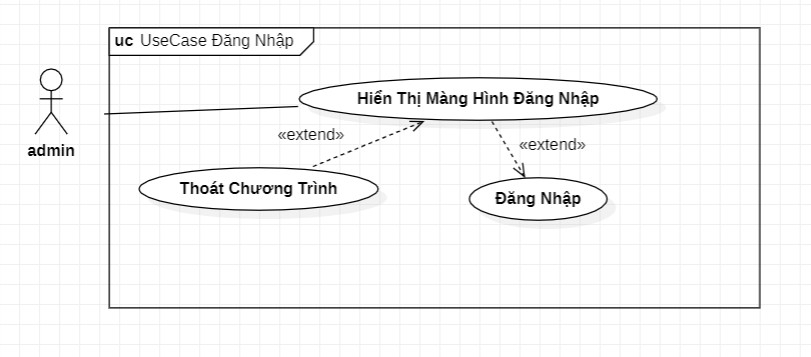 uc UseCase Đăng Nhập
Hiển Thị Màng Hình Đăng Nhập
admin
«extend»
«extend»
Thoát Chương Trình
Đăng Nhập